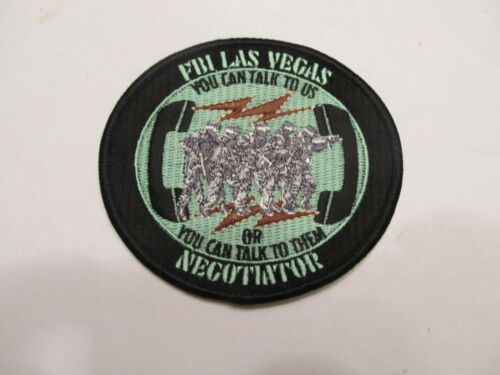 FBI LAS VEGAS
YOU CAN TALK TO US
OR
YOU CAN TALK TO THEM
NEGOTIATOR